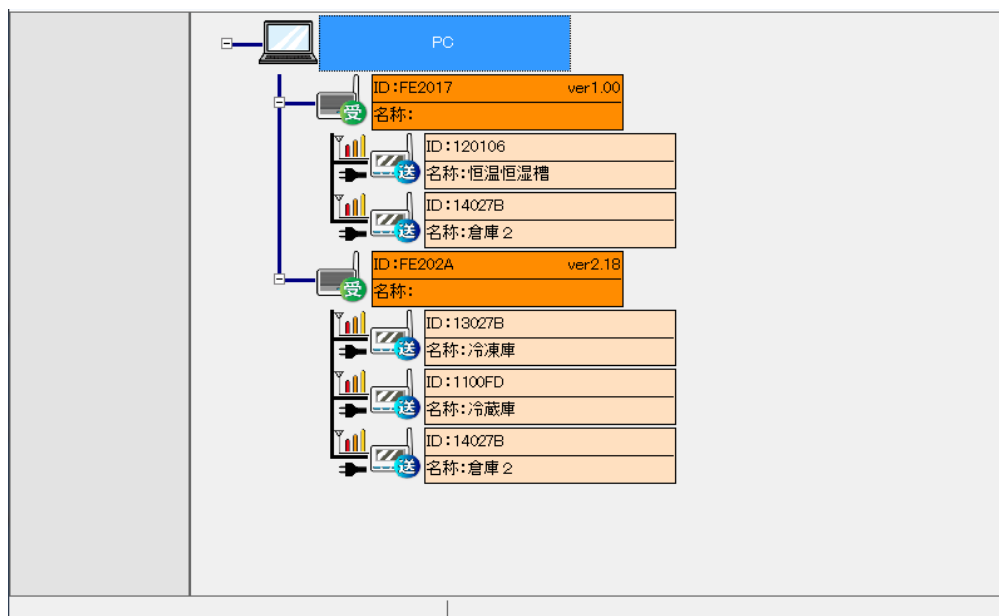 PC
ID:FE2017 ver1.00
名称:
受
ID:120106
名称:恒温恒湿槽
送
ID:14027B
名称:倉庫2
送
ID:FE202A ver2.18
名称:
受
ID:13027B
名称:冷凍庫
送
ID:1100FD
名称:冷蔵庫
送
ID:14027B
名称:倉庫2
送